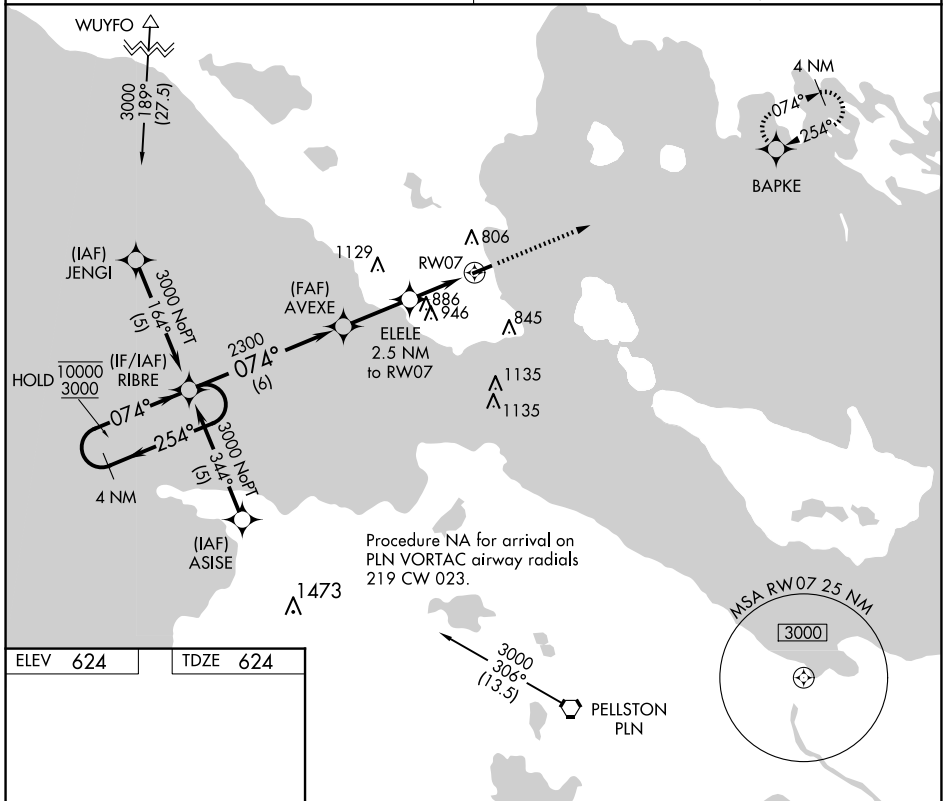 WUYFO
3000
189°
(27.5)
4 NM
074°
254°
BAPKE
(IAF)
JENGI
3000 NoPT
164°
(5)
1129
806
RW07
(FAF)
AVEXE
886
946
845
ELELE
2.5 NM
to RW07
2300
074°
(6)
HOLD
10000
3000
(IF/IAF)
RIBRE
074°
254°
4 NM
3000 NoPT
344°
(5)
1135
1135
(IAF)
ASISE
Procedure NA for arrival on
PLN VORTAC airway radials
219 CW 023.
1473
MSA RW07 25 NM
3000
3000
306°
(13.5)
PELLSTON
PLN
ELEV 624
TDZE 624